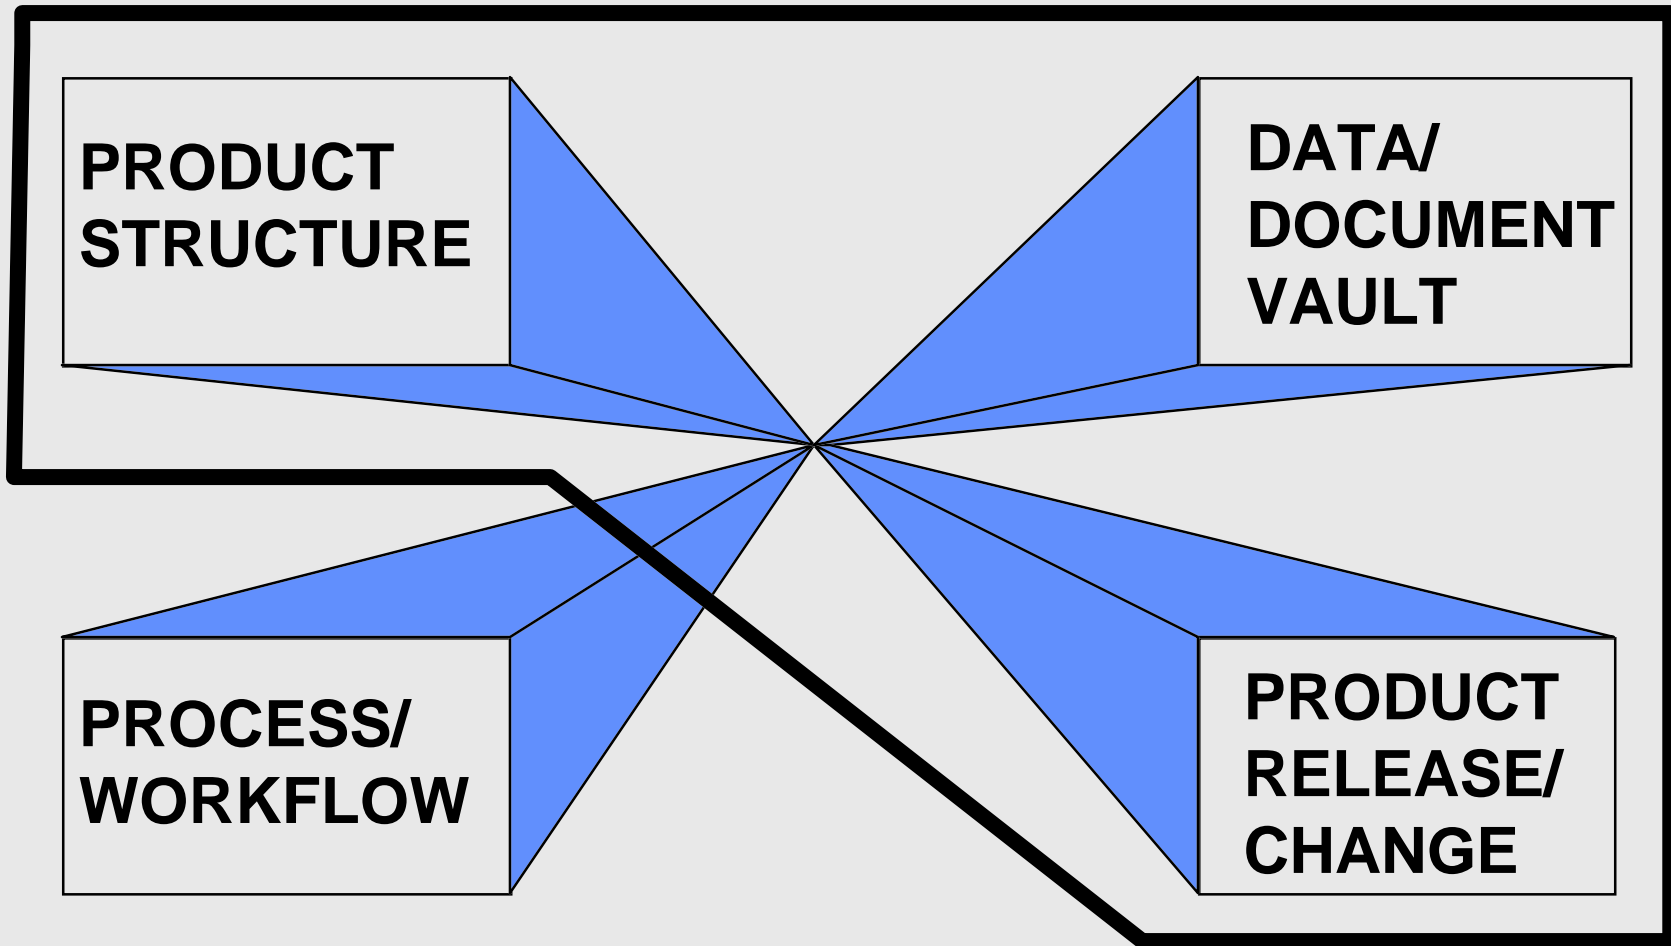 PRODUCT
STRUCTURE
DATA/
DOCUMENT
VAULT
PROCESS/
WORKFLOW
PRODUCT
RELEASE/
CHANGE